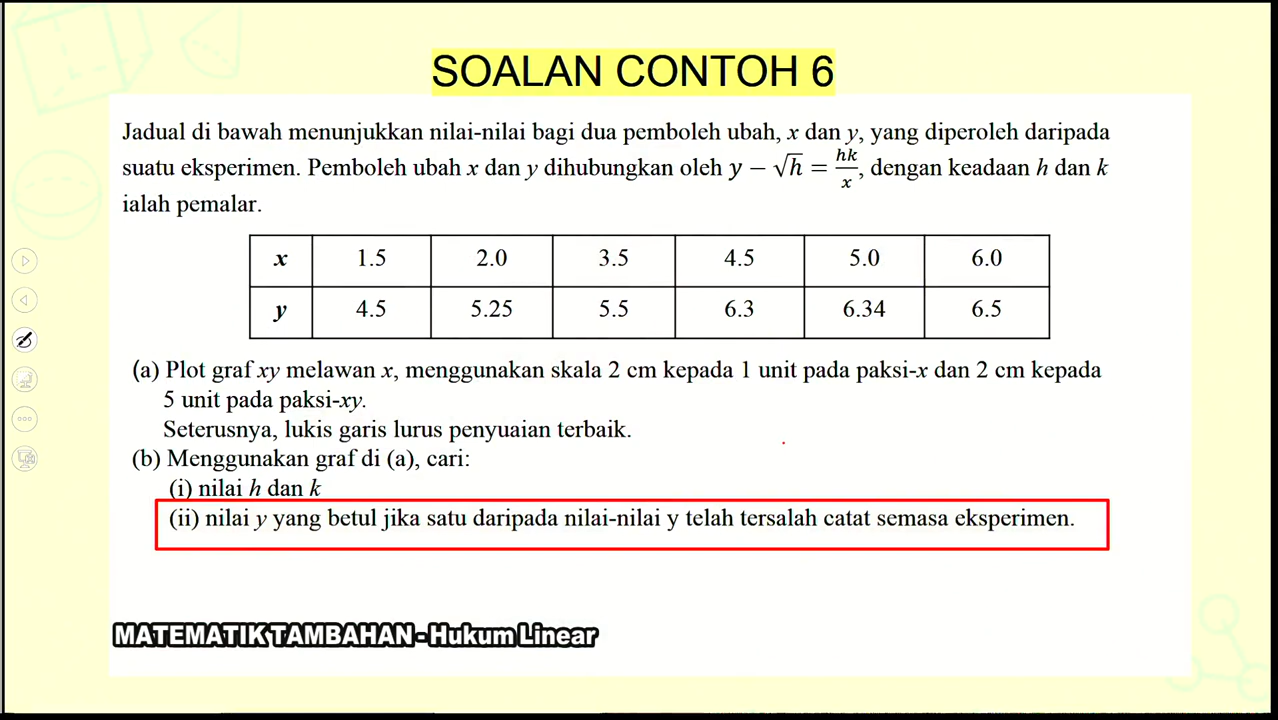 SOALAN CONTOH 6
Jadual di bawah menunjukkan nilai-nilai bagi dua pemboleh ubah, x dan y, yang diperoleh daripada
suatu eksperimen. Pemboleh ubah x dan y dihubungkan oleh y − √h = hk/x, dengan keadaan h dan k
ialah pemalar.
x 1.5 2.0 3.5 4.5 5.0 6.0
y 4.5 5.25 5.5 6.3 6.34 6.5
(a) Plot graf xy melawan x, menggunakan skala 2 cm kepada 1 unit pada paksi-x dan 2 cm kepada
5 unit pada paksi-xy.
Seterusnya, lukis garis lurus penyuaian terbaik.
(b) Menggunakan graf di (a), cari:
(i) nilai h dan k
(ii) nilai y yang betul jika satu daripada nilai-nilai y telah tersalah catat semasa eksperimen.
MATEMATIK TAMBAHAN - Hukum Linear